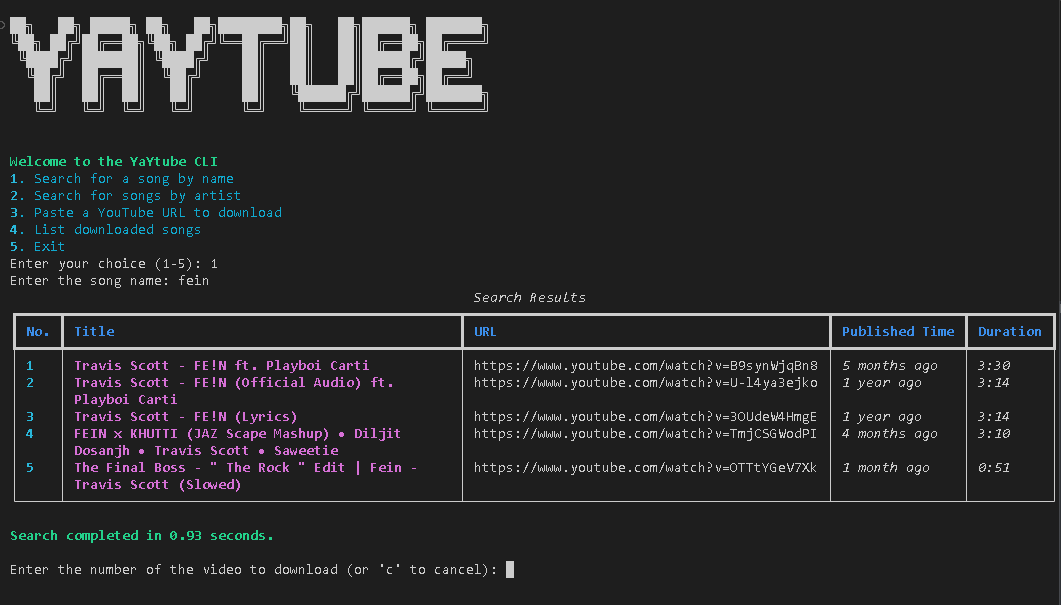 YAYTUBE
Welcome to the YaYtube CLI
1. Search for a song by name
2. Search for songs by artist
3. Paste a YouTube URL to download
4. List downloaded songs
5. Exit
Enter your choice (1-5): 1
Enter the song name: fein
Search Results
No. Title URL Published Time Duration
1 Travis Scott - FE!N ft. Playboi Carti https://www.youtube.com/watch?v=B9synWjqBn8 5 months ago 3:30
2 Travis Scott - FE!N (Official Audio) ft. https://www.youtube.com/watch?v=U-l4ya3ejko 1 year ago 3:14
Playboi Carti
3 Travis Scott - FE!N (Lyrics) https://www.youtube.com/watch?v=3OUdeW4HmgE 1 year ago 3:14
4 FEIN x KHUTTI (JAZ Scape Mashup) • Diljit https://www.youtube.com/watch?v=TmjCSGWodPI 4 months ago 3:10
Dosanjh • Travis Scott • Saweetie
5 The Final Boss - " The Rock " Edit | Fein - https://www.youtube.com/watch?v=OTTtYGeV7Xk 1 month ago 0:51
Travis Scott (Slowed)
Search completed in 0.93 seconds.
Enter the number of the video to download (or 'c' to cancel):